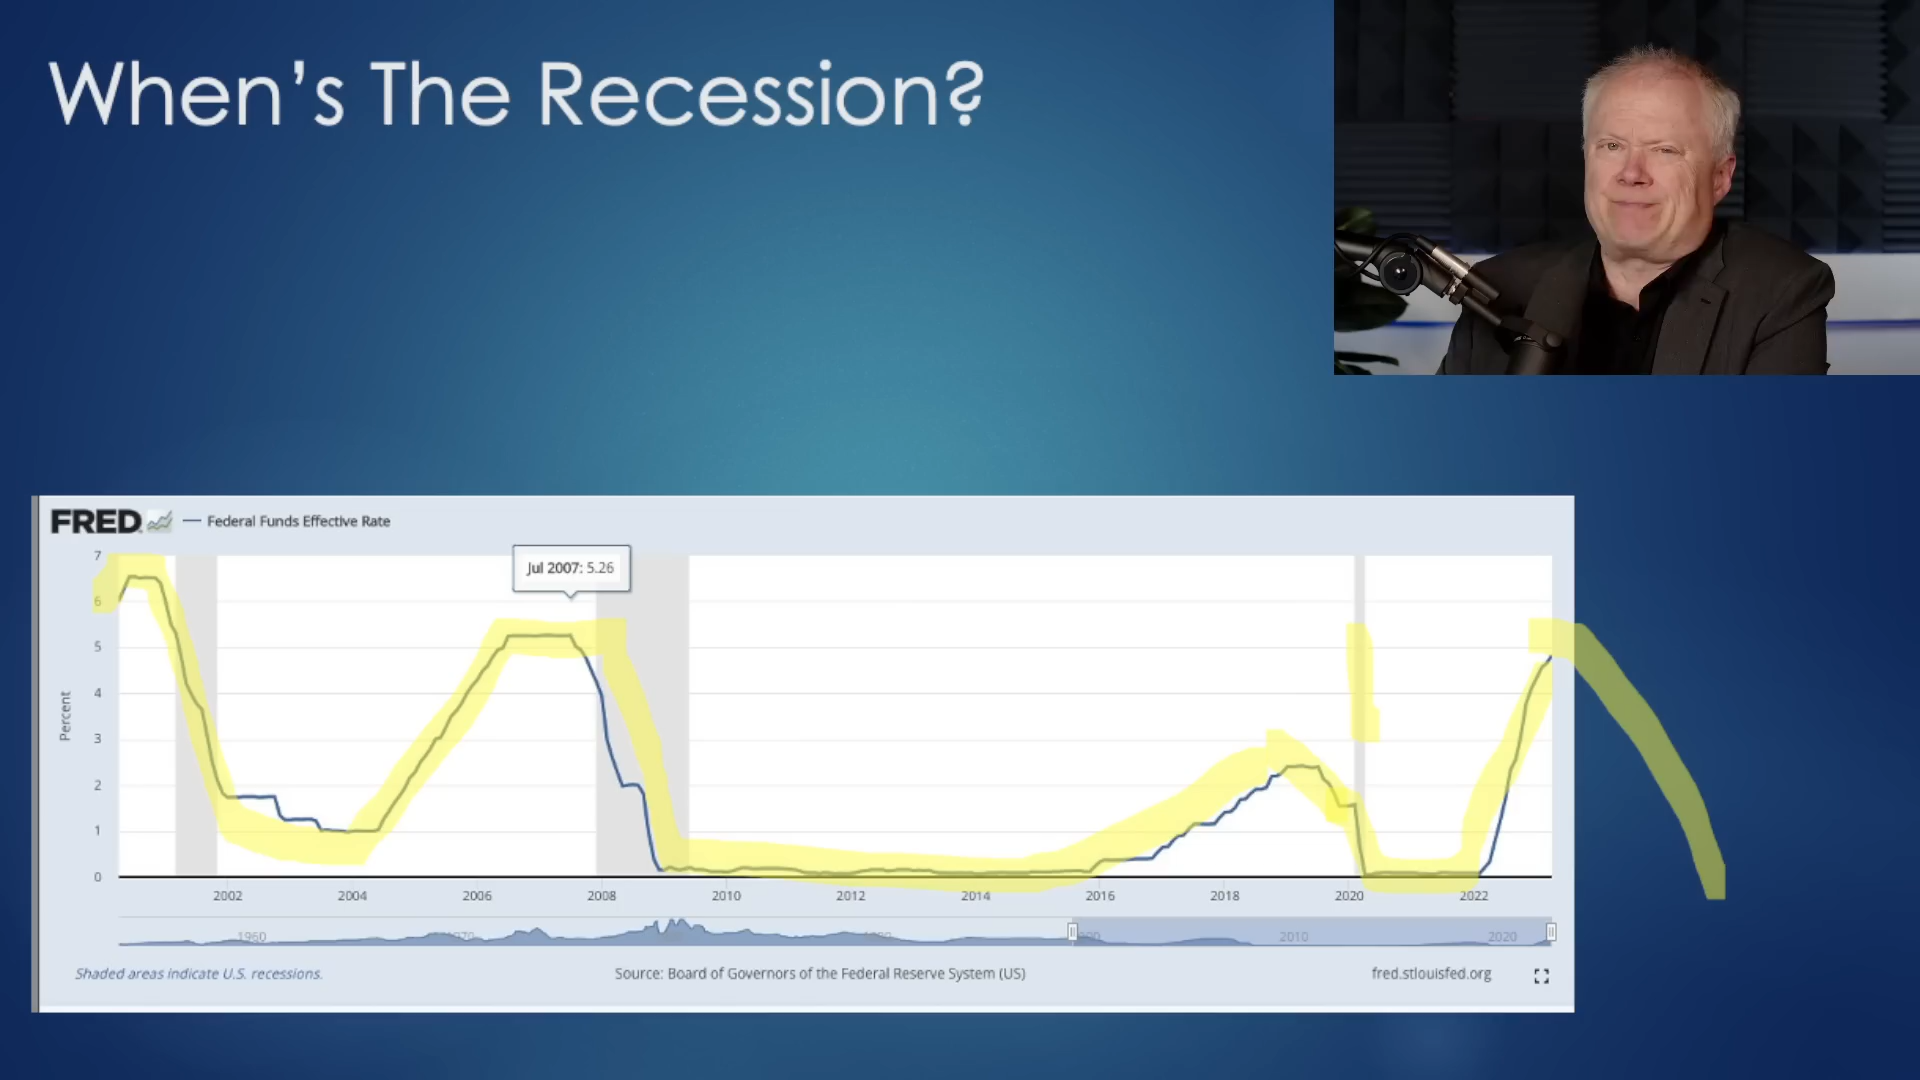 When's The Recession?
FRED
Federal Funds Effective Rate
Jul 2007: 5.26
Percent
7
6
5
4
3
2
1
0
2002 2004 2006 2008 2010 2012 2014 2016 2018 2020 2022
1960 2010 2020
Shaded areas indicate U.S. recessions.
Source: Board of Governors of the Federal Reserve System (US)
fred.stlouisfed.org